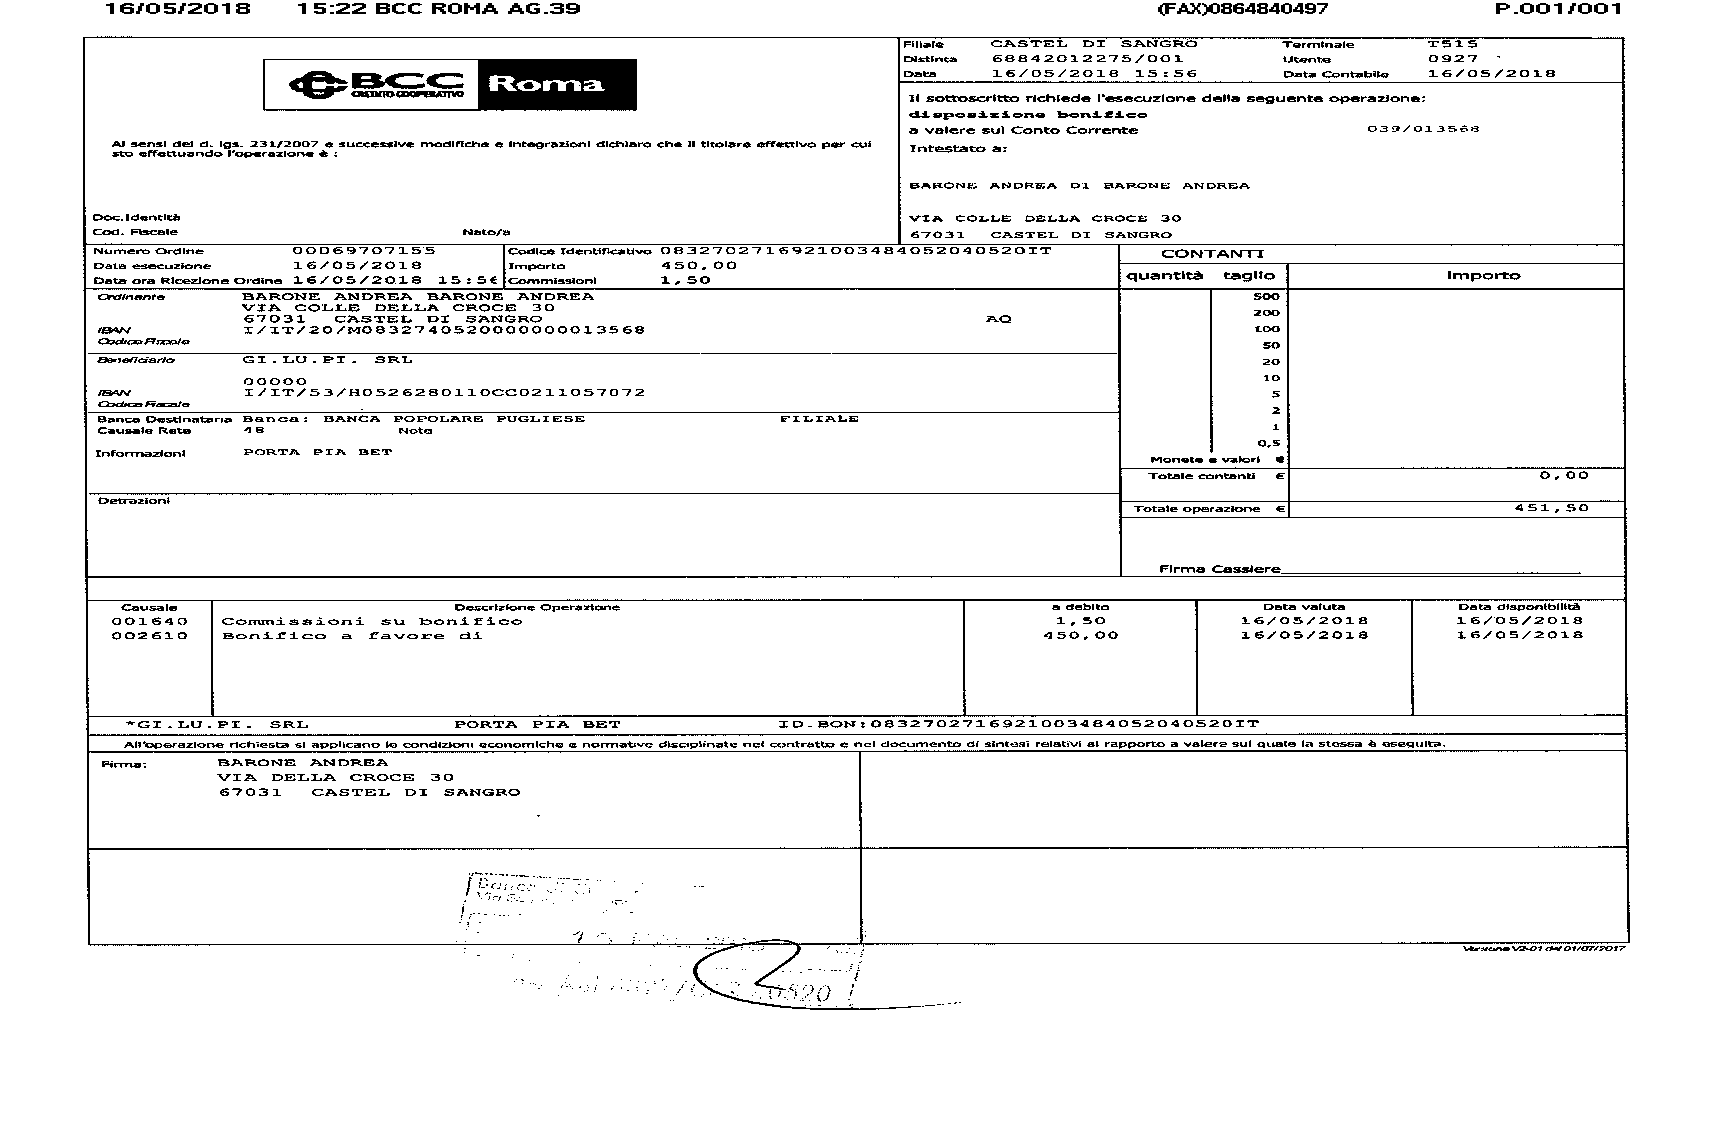 16/05/2018 15:22 BCC ROMA AG.39 (FAX)0864840497 P.001/001
BCC Roma
CREDITO COOPERATIVO
Filiale CASTEL DI SANGRO Terminale T515
Distinta 68842012275/001 Utente 0927
Data 16/05/2018 15:56 Data Contabile 16/05/2018
Ai sensi del d. lgs. 231/2007 e successive modifiche e integrazioni dichiaro che il titolare effettivo per cui
sto effettuando l'operazione è :
Doc.Identità
Cod. Fiscale Nato/a
Il sottoscritto richiede l'esecuzione della seguente operazione:
disposizione bonifico
a valere sul Conto Corrente 039/013568
Intestato a:
BARONE ANDREA DI BARONE ANDREA
VIA COLLE DELLA CROCE 30
67031 CASTEL DI SANGRO
Numero Ordine 00D69707155 Codice Identificativo 0832702716921003484052040520IT
Data esecuzione 16/05/2018 Importo 450,00
Data ora Ricezione Ordine 16/05/2018 15:56 Commissioni 1,50
Ordinante BARONE ANDREA BARONE ANDREA
VIA COLLE DELLA CROCE 30
67031 CASTEL DI SANGRO AQ
IBAN I/IT/20/M0832740520000000013568
Codice Fiscale
Beneficiario GI.LU.PI. SRL
00000
IBAN I/IT/53/H0526280110CC0211057072
Codice Fiscale
Banca Destinataria Banca: BANCA POPOLARE PUGLIESE FILIALE
Causale Rete 48 Note
Informazioni PORTA PIA BET
Detrazioni
CONTANTI
quantità taglio Importo
500
200
100
50
20
10
5
2
1
0,5
Monete e valori €
Totale contanti € 0,00
Totale operazione € 451,50
Firma Cassiere
Causale Descrizione Operazione a debito Data valuta Data disponibilità
001640 Commissioni su bonifico 1,50 16/05/2018 16/05/2018
002610 Bonifico a favore di 450,00 16/05/2018 16/05/2018
*GI.LU.PI. SRL PORTA PIA BET ID.BON:0832702716921003484052040520IT
All'operazione richiesta si applicano le condizioni economiche e normative disciplinate nel contratto e nel documento di sintesi relativi al rapporto a valere sul quale la stessa è eseguita.
Firma: BARONE ANDREA
VIA DELLA CROCE 30
67031 CASTEL DI SANGRO
Banca
0520
Versione V2-01 del 01/07/2017